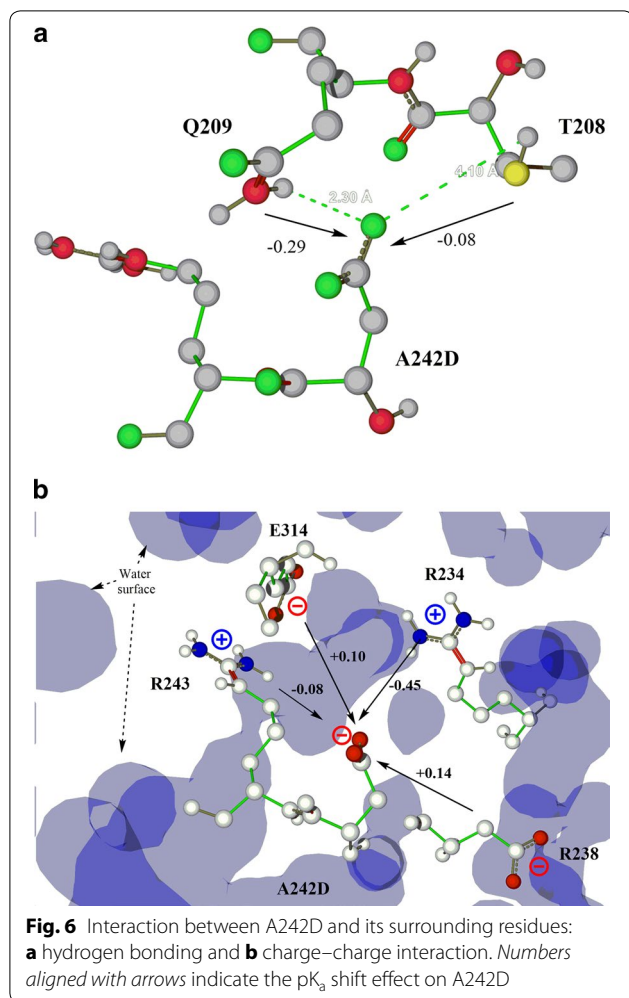 a
Q209
T208
4.10 Å
2.30 Å
-0.29
-0.08
A242D
b
E314
R234
Water
surface
R243
+0.10
-0.08
-0.45
+0.14
A242D
R238
Fig. 6 Interaction between A242D and its surrounding residues:
a hydrogen bonding and b charge–charge interaction. Numbers
aligned with arrows indicate the pKa shift effect on A242D